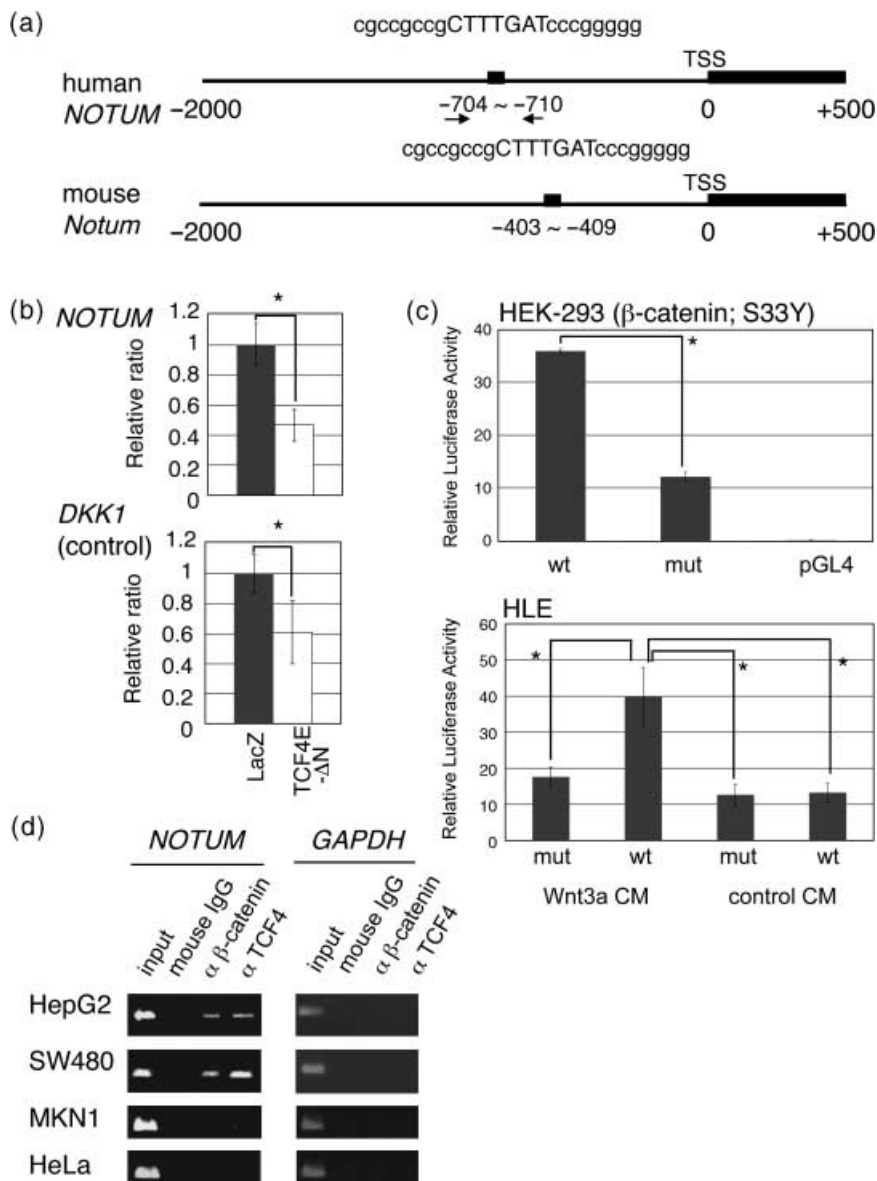 (a)
cgccgccgCTTTGATcccggggg
TSS
human
NOTUM
−2000
−704 ~ −710
0
+500
cgccgccgCTTTGATcccggggg
TSS
mouse
Notum
−2000
−403 ~ −409
0
+500
(b)
NOTUM
Relative ratio
1.2
1
0.8
0.6
0.4
0.2
0
*
DKK1
(control)
Relative ratio
1.2
1
0.8
0.6
0.4
0.2
0
*
LacZ
TCF4E
-ΔN
(c)
HEK-293 (β-catenin; S33Y)
Relative Luciferase Activity
40
30
20
10
0
*
wt mut pGL4
HLE
Relative Luciferase Activity
60
50
40
30
20
10
0
* * *
mut wt mut wt
Wnt3a CM control CM
(d)
NOTUM GAPDH
input mouse IgG α β-catenin α TCF4
input mouse IgG α β-catenin α TCF4
HepG2
SW480
MKN1
HeLa